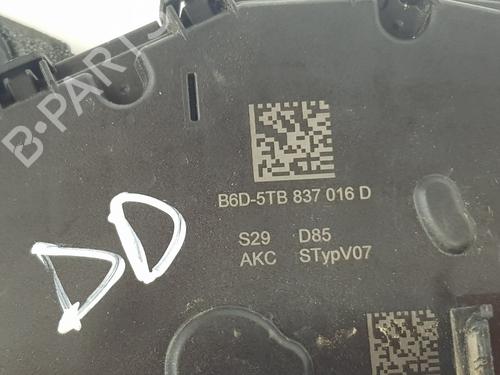 B-PARTS
B6D-5TB 837 016 D
S29 D85
AKC STypV07
DD